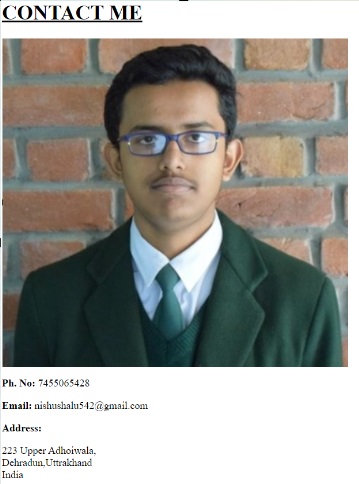 CONTACT ME
Ph. No: 7455065428
Email: nishushalu542@gmail.com
Address:
223 Upper Adhoiwala,
Dehradun,Uttrakhand
India